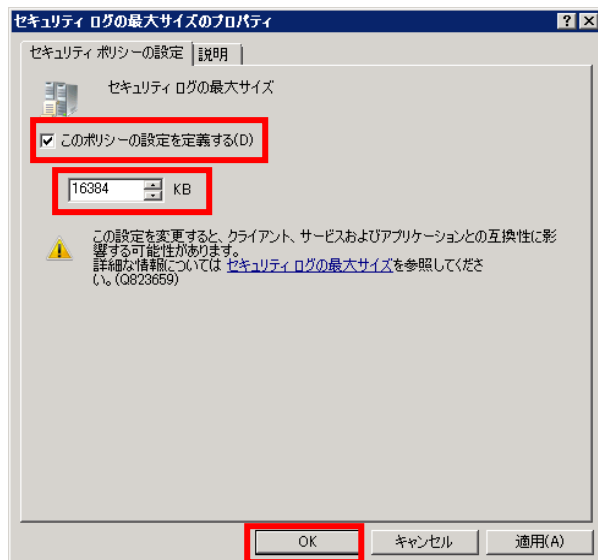 セキュリティ ログの最大サイズのプロパティ
セキュリティ ポリシーの設定 説明
セキュリティ ログの最大サイズ
このポリシーの設定を定義する(D)
16384 KB
この設定を変更すると、クライアント、サービスおよびアプリケーションとの互換性に影
響する可能性があります。
詳細な情報については セキュリティ ログの最大サイズを参照してくださ
い。(Q823659)
OK キャンセル 適用(A)